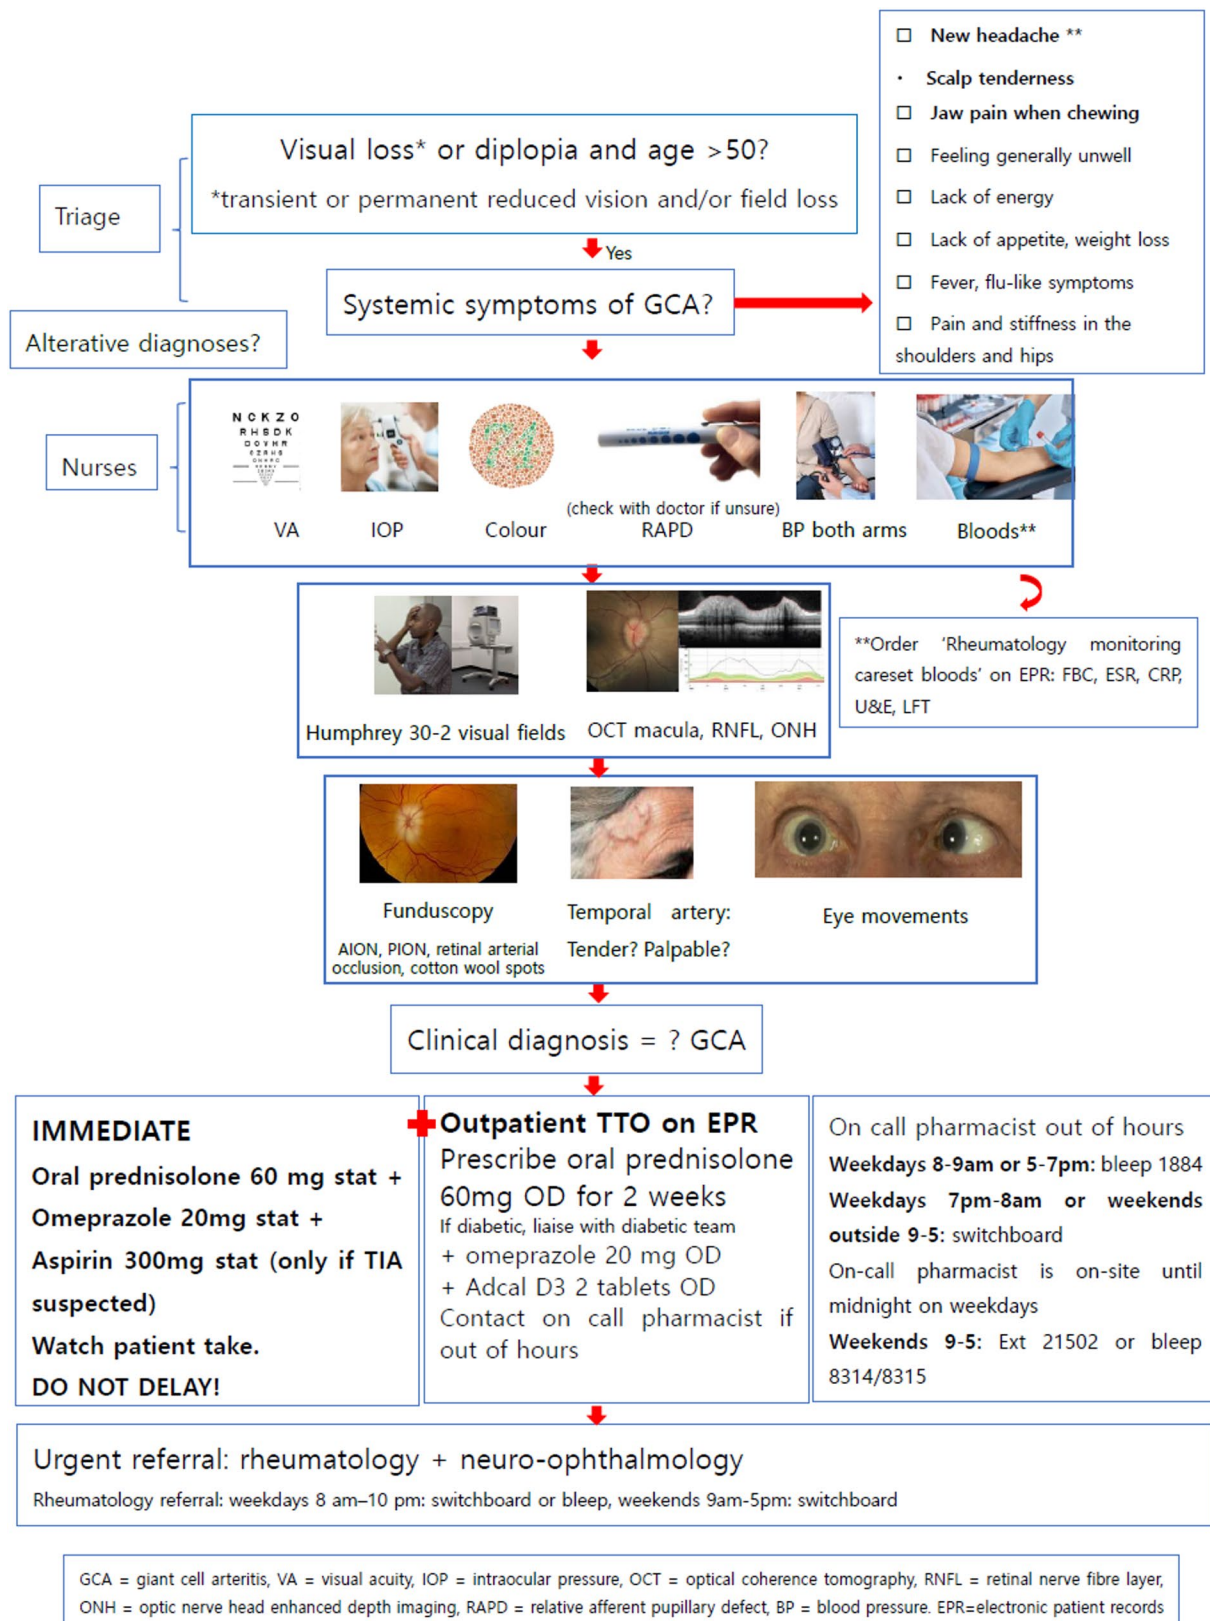 □ New headache **
· Scalp tenderness
□ Jaw pain when chewing
□ Feeling generally unwell
□ Lack of energy
□ Lack of appetite, weight loss
□ Fever, flu-like symptoms
□ Pain and stiffness in the
shoulders and hips
Visual loss* or diplopia and age >50?
*transient or permanent reduced vision and/or field loss
Triage
Yes
Systemic symptoms of GCA?
Alterative diagnoses?
Nurses
N C K Z O
R H S D K
D O V H R
C Z R H S
O N H R C
74
(check with doctor if unsure)
VA
IOP
Colour
RAPD
BP both arms
Bloods**
Humphrey 30-2 visual fields
OCT macula, RNFL, ONH
**Order 'Rheumatology monitoring
careset bloods' on EPR: FBC, ESR, CRP,
U&E, LFT
Funduscopy
AION, PION, retinal arterial
occlusion, cotton wool spots
Temporal artery:
Tender? Palpable?
Eye movements
Clinical diagnosis = ? GCA
IMMEDIATE
Oral prednisolone 60 mg stat +
Omeprazole 20mg stat +
Aspirin 300mg stat (only if TIA
suspected)
Watch patient take.
DO NOT DELAY!
Outpatient TTO on EPR
Prescribe oral prednisolone
60mg OD for 2 weeks
If diabetic, liaise with diabetic team
+ omeprazole 20 mg OD
+ Adcal D3 2 tablets OD
Contact on call pharmacist if
out of hours
On call pharmacist out of hours
Weekdays 8-9am or 5-7pm: bleep 1884
Weekdays 7pm-8am or weekends
outside 9-5: switchboard
On-call pharmacist is on-site until
midnight on weekdays
Weekends 9-5: Ext 21502 or bleep
8314/8315
Urgent referral: rheumatology + neuro-ophthalmology
Rheumatology referral: weekdays 8 am–10 pm: switchboard or bleep, weekends 9am-5pm: switchboard
GCA = giant cell arteritis, VA = visual acuity, IOP = intraocular pressure, OCT = optical coherence tomography, RNFL = retinal nerve fibre layer,
ONH = optic nerve head enhanced depth imaging, RAPD = relative afferent pupillary defect, BP = blood pressure. EPR=electronic patient records